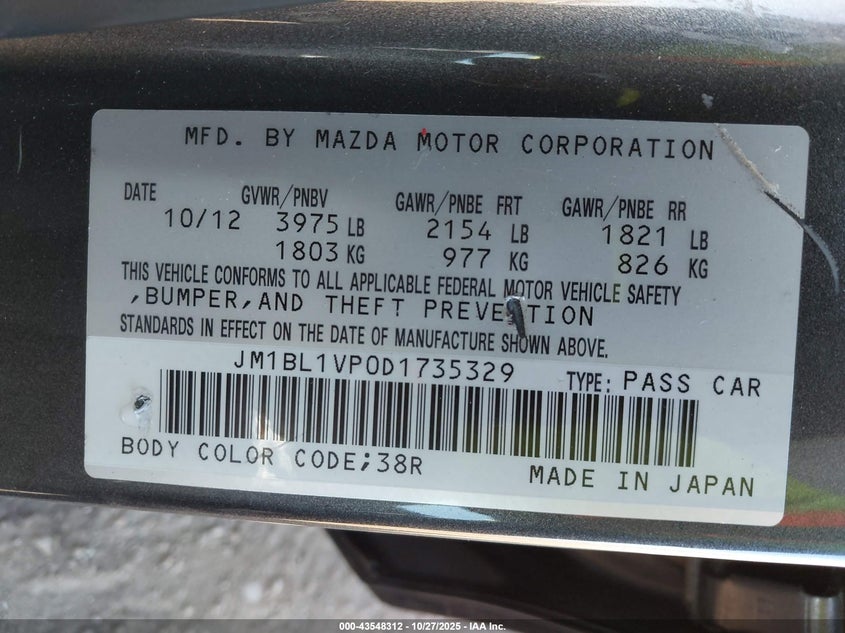 MFD. BY MAZDA MOTOR CORPORATION
DATE GVWR/PNBV GAWR/PNBE FRT GAWR/PNBE RR
10/12 3975 LB 2154 LB 1821 LB
1803 KG 977 KG 826 KG
THIS VEHICLE CONFORMS TO ALL APPLICABLE FEDERAL MOTOR VEHICLE SAFETY
,BUMPER,AND THEFT PREVENTION
STANDARDS IN EFFECT ON THE DATE OF MANUFACTURE SHOWN ABOVE.
JM1BL1VP0D1735329 TYPE: PASS CAR
BODY COLOR CODE;38R
MADE IN JAPAN
000-43548312 - 10/27/2025 - IAA Inc.